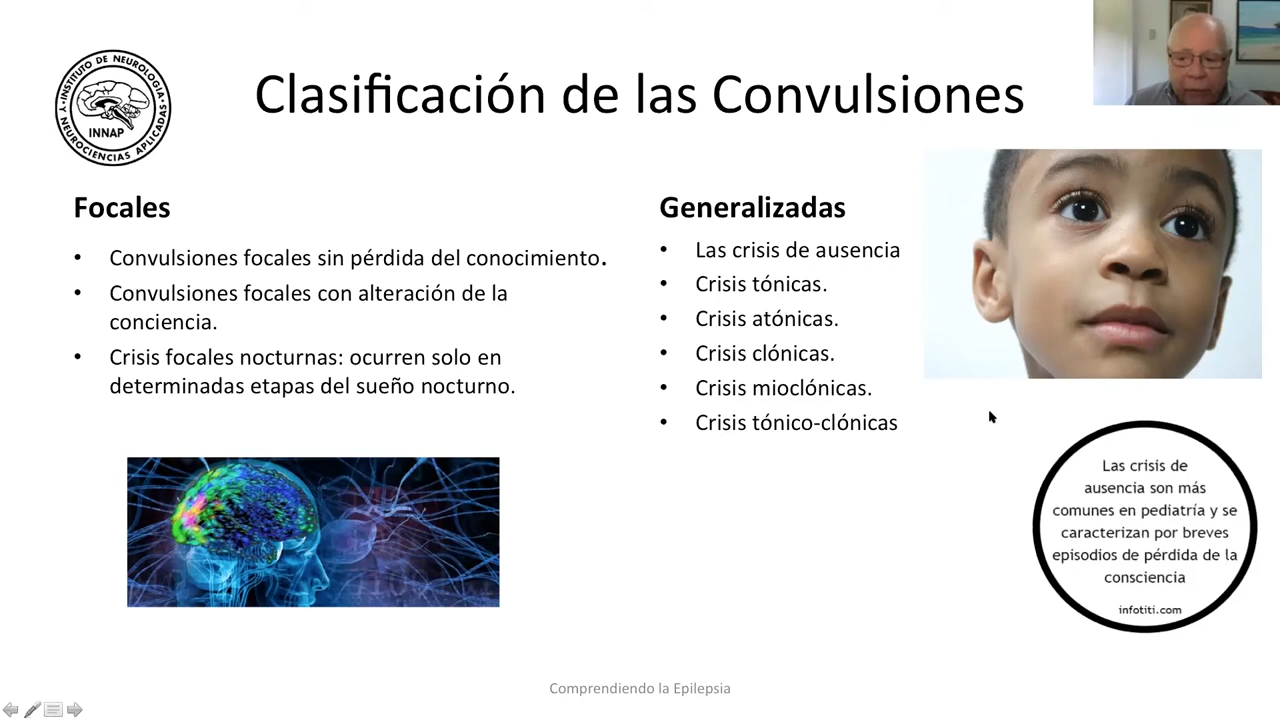 INSTITUTO DE NEUROLOGIA
Y NEUROCIENCIAS APLICADAS
INNAP
Clasificación de las Convulsiones
Focales
• Convulsiones focales sin pérdida del conocimiento.
• Convulsiones focales con alteración de la
conciencia.
• Crisis focales nocturnas: ocurren solo en
determinadas etapas del sueño nocturno.
Generalizadas
• Las crisis de ausencia
• Crisis tónicas.
• Crisis atónicas.
• Crisis clónicas.
• Crisis mioclónicas.
• Crisis tónico-clónicas
Las crisis de
ausencia son más
comunes en pediatría y se
caracterizan por breves
episodios de pérdida de la
consciencia
infotiti.com
Comprendiendo la Epilepsia